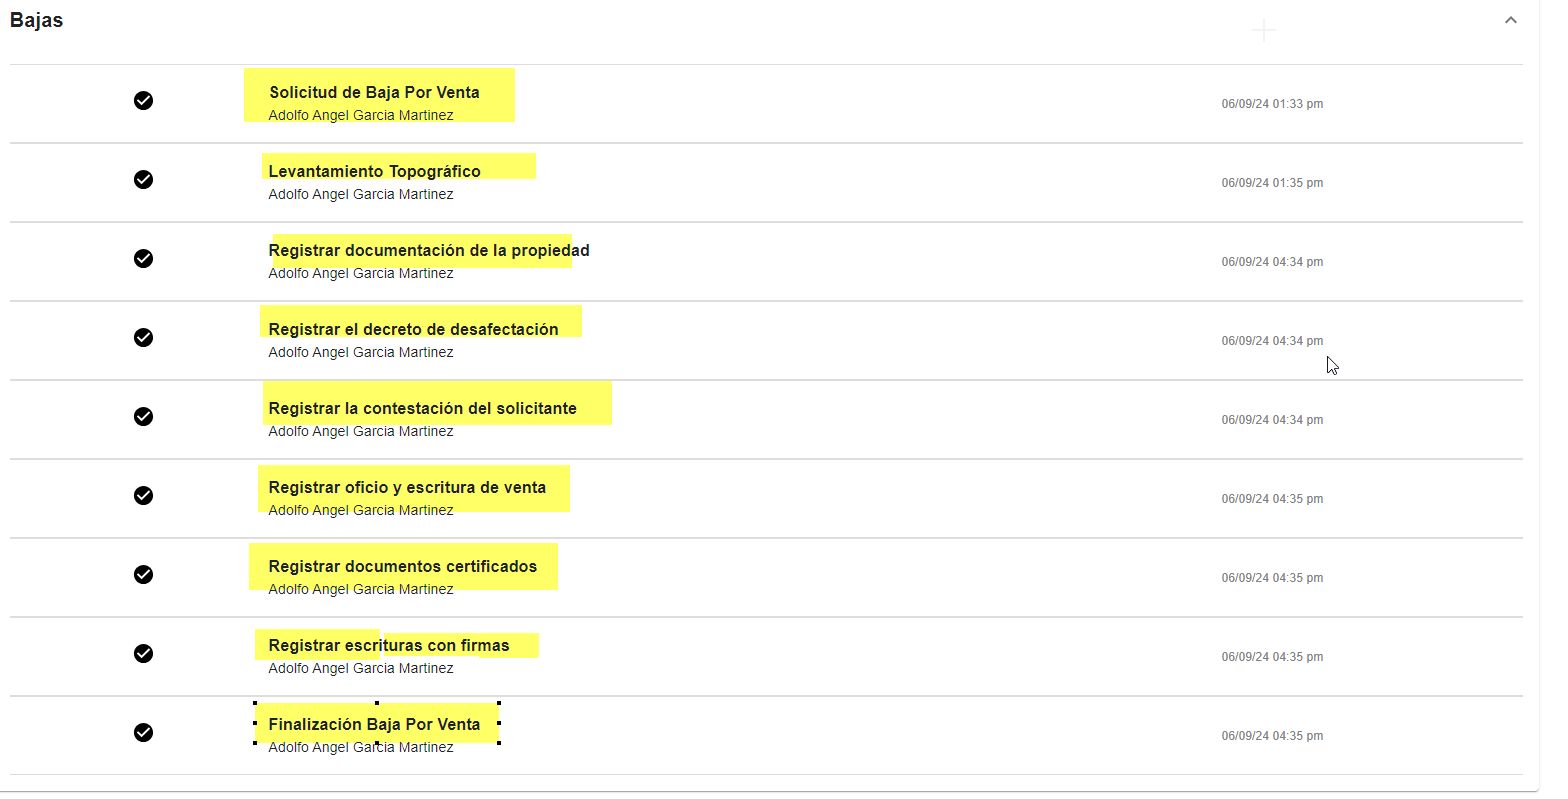 Bajas
Solicitud de Baja Por Venta
Adolfo Angel Garcia Martinez
06/09/24 01:33 pm
Levantamiento Topográfico
Adolfo Angel Garcia Martinez
06/09/24 01:35 pm
Registrar documentación de la propiedad
Adolfo Angel Garcia Martinez
06/09/24 04:34 pm
Registrar el decreto de desafectación
Adolfo Angel Garcia Martinez
06/09/24 04:34 pm
Registrar la contestación del solicitante
Adolfo Angel Garcia Martinez
06/09/24 04:34 pm
Registrar oficio y escritura de venta
Adolfo Angel Garcia Martinez
06/09/24 04:35 pm
Registrar documentos certificados
Adolfo Angel Garcia Martinez
06/09/24 04:35 pm
Registrar escrituras con firmas
Adolfo Angel Garcia Martinez
06/09/24 04:35 pm
Finalización Baja Por Venta
Adolfo Angel Garcia Martinez
06/09/24 04:35 pm